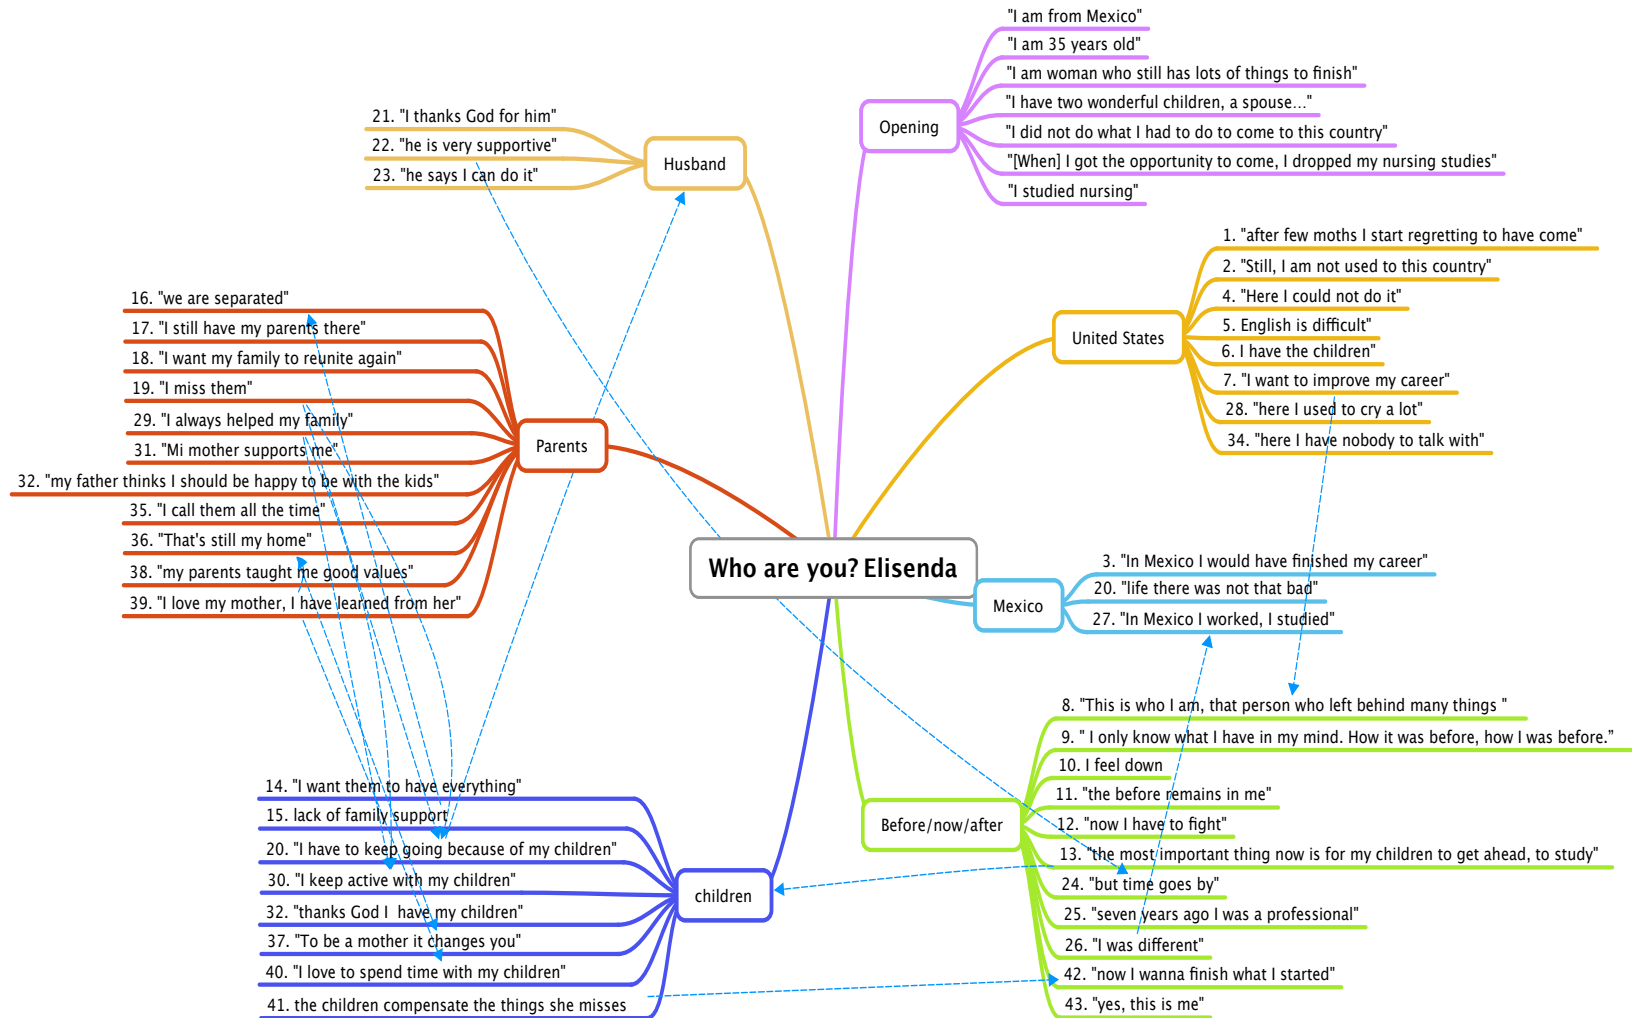 "I am from Mexico"
"I am 35 years old"
"I am woman who still has lots of things to finish"
"I have two wonderful children, a spouse..."
"I did not do what I had to do to come to this country"
"[When] I got the opportunity to come, I dropped my nursing studies"
"I studied nursing"
Opening
21. "I thanks God for him"
22. "he is very supportive"
23. "he says I can do it"
Husband
1. "after few moths I start regretting to have come"
2. "Still, I am not used to this country"
4. "Here I could not do it"
5. English is difficult"
6. I have the children"
7. "I want to improve my career"
28. "here I used to cry a lot"
34. "here I have nobody to talk with"
United States
16. "we are separated"
17. "I still have my parents there"
18. "I want my family to reunite again"
19. "I miss them"
29. "I always helped my family"
31. "Mi mother supports me"
32. "my father thinks I should be happy to be with the kids"
35. "I call them all the time"
36. "That's still my home"
38. "my parents taught me good values"
39. "I love my mother, I have learned from her"
Parents
Who are you? Elisenda
3. "In Mexico I would have finished my career"
20. "life there was not that bad"
27. "In Mexico I worked, I studied"
Mexico
8. "This is who I am, that person who left behind many things "
9. " I only know what I have in my mind. How it was before, how I was before.”
10. I feel down
11. "the before remains in me"
12. "now I have to fight"
13. "the most important thing now is for my children to get ahead, to study"
24. "but time goes by"
25. "seven years ago I was a professional"
26. "I was different"
42. "now I wanna finish what I started"
43. "yes, this is me"
Before/now/after
14. "I want them to have everything"
15. lack of family support
20. "I have to keep going because of my children"
30. "I keep active with my children"
32. "thanks God I  have my children"
37. "To be a mother it changes you"
40. "I love to spend time with my children"
41. the children compensate the things she misses
children